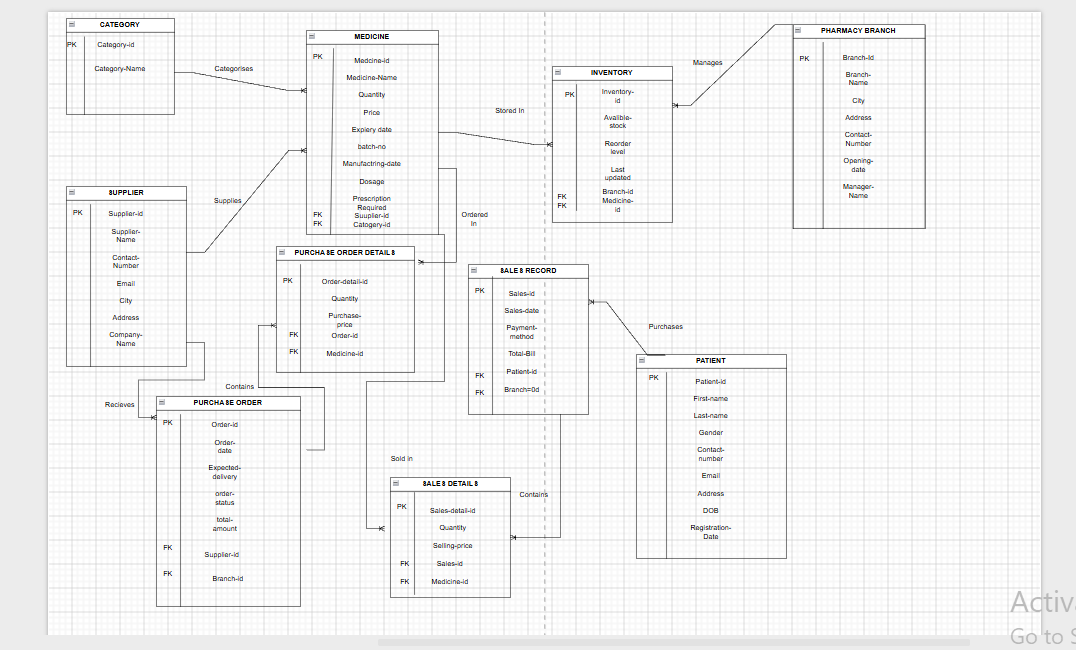 CATEGORY
PK
Category-id
Category-Name
Categorises
MEDICINE
PK
Medcine-id
Medicine-Name
Quantity
Price
Expiery date
batch-no
Manufactring-date
Dosage
Prescription
Required
FK
Suuplier-id
FK
Catogery-id
Stored In
INVENTORY
PK
Inventory-
id
Avalible-
stock
Reorder
level
Last
updated
FK
Branch-id
FK
Medicine-
id
Manages
PHARMACY BRANCH
PK
Branch-Id
Branch-
Name
City
Address
Contact-
Number
Opening-
date
Manager-
Name
SUPPLIER
PK
Supplier-id
Supplier-
Name
Contact-
Number
Email
City
Address
Company-
Name
Supplies
Ordered
In
PURCHASE ORDER DETAILS
PK
Order-detail-id
Quantity
Purchase-
price
FK
Order-id
FK
Medicine-id
SALES RECORD
PK
Sales-id
Sales-date
Payment-
method
Total-Bill
FK
Patient-id
FK
Branch=0d
Purchases
PATIENT
PK
Patient-id
First-name
Last-name
Gender
Contact-
number
Email
Address
DOB
Registration-
Date
Recieves
Contains
PURCHASE ORDER
PK
Order-id
Order-
date
Expected-
delivery
order-
status
total-
amount
FK
Supplier-id
FK
Branch-id
Sold in
SALES DETAILS
PK
Sales-detail-id
Quantity
Selling-price
FK
Sales-id
FK
Medicine-id
Contains
Go to